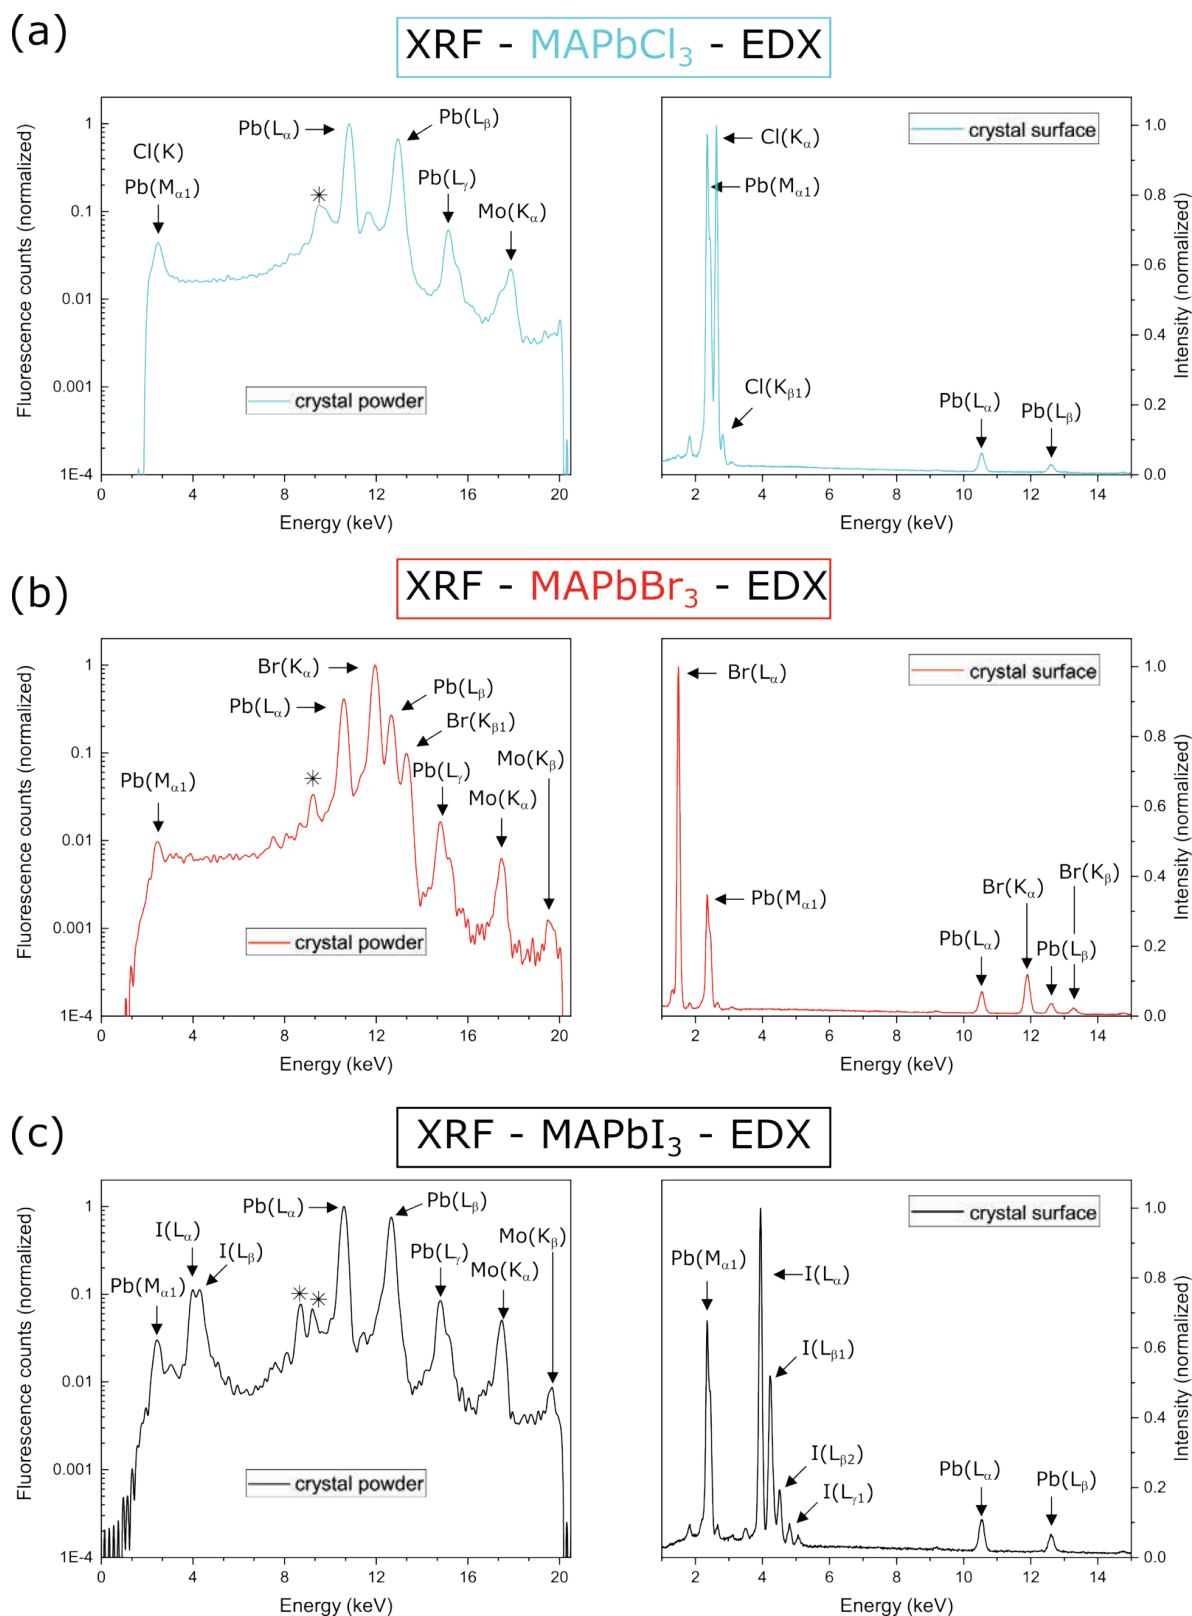 (a)
XRF - MAPbCl₃ - EDX
Fluorescence counts (normalized)
1
0.1
0.01
0.001
1E-4
Cl(K)
Pb(Mα1)
*
Pb(Lα)
Pb(Lβ)
Pb(Lγ)
Mo(Kα)
crystal powder
0 4 8 12 16 20
Energy (keV)
crystal surface
Cl(Kα)
Pb(Mα1)
Cl(Kβ1)
Pb(Lα)
Pb(Lβ)
1.0
0.8
0.6
0.4
0.2
0.0
Intensity (normalized)
2 4 6 8 10 12 14
Energy (keV)
(b)
XRF - MAPbBr₃ - EDX
Fluorescence counts (normalized)
1
0.1
0.01
0.001
1E-4
Br(Kα)
Pb(Lα)
Pb(Lβ)
Br(Kβ1)
Mo(Kβ)
Pb(Mα1)
*
Pb(Lγ)
Mo(Kα)
crystal powder
0 4 8 12 16 20
Energy (keV)
crystal surface
Br(Lα)
Pb(Mα1)
Br(Kα)
Br(Kβ)
Pb(Lα)
Pb(Lβ)
1.0
0.8
0.6
0.4
0.2
0.0
Intensity (normalized)
2 4 6 8 10 12 14
Energy (keV)
(c)
XRF - MAPbI₃ - EDX
Fluorescence counts (normalized)
1
0.1
0.01
0.001
1E-4
Pb(Lα)
Pb(Lβ)
I(Lα)
I(Lβ)
Pb(Mα1)
* *
Pb(Lγ)
Mo(Kβ)
Mo(Kα)
crystal powder
0 4 8 12 16 20
Energy (keV)
crystal surface
Pb(Mα1)
I(Lα)
I(Lβ1)
I(Lβ2)
I(Lγ1)
Pb(Lα)
Pb(Lβ)
1.0
0.8
0.6
0.4
0.2
0.0
Intensity (normalized)
2 4 6 8 10 12 14
Energy (keV)